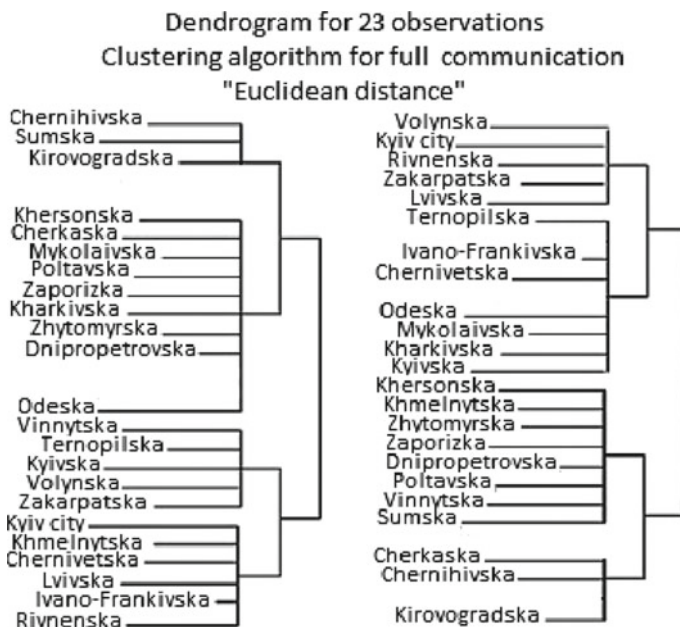 Dendrogram for 23 observations
Clustering algorithm for full communication
"Euclidean distance"
Chernihivska
Sumska
Kirovogradska
Khersonska
Cherkaska
Mykolaivska
Poltavska
Zaporizka
Kharkivska
Zhytomyrska
Dnipropetrovska
Odeska
Vinnytska
Ternopilska
Kyivska
Volynska
Zakarpatska
Kyiv city
Khmelnytska
Chernivetska
Lvivska
Ivano-Frankivska
Rivnenska
Volynska
Kyiv city
Rivnenska
Zakarpatska
Lvivska
Ternopilska
Ivano-Frankivska
Chernivetska
Odeska
Mykolaivska
Kharkivska
Kyivska
Khersonska
Khmelnytska
Zhytomyrska
Zaporizka
Dnipropetrovska
Poltavska
Vinnytska
Sumska
Cherkaska
Chernihivska
Kirovogradska